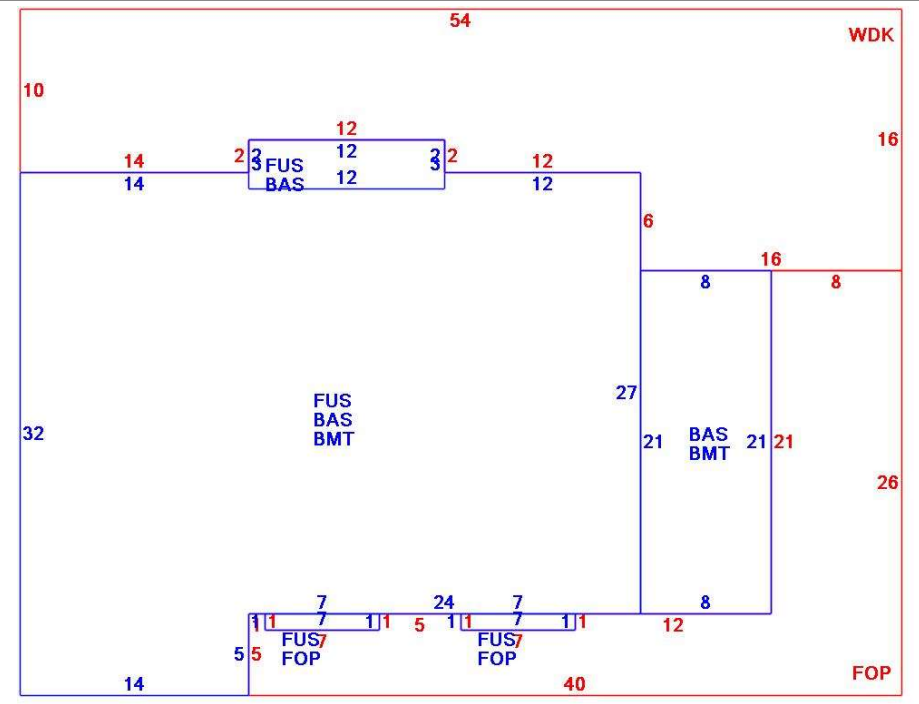 54
WDK
10
16
12
14 2 2 12 2 2 12
3 FUS 3
14 BAS 12 12
6
16
8 8
27
FUS
BAS
BMT
32
BAS
BMT
21 21 21
26
7 24 7
1 1 7 1 1 5 1 1 7 1 1 8
12
FUS 7 FUS 7
FOP FOP
5 5
FOP
14 40